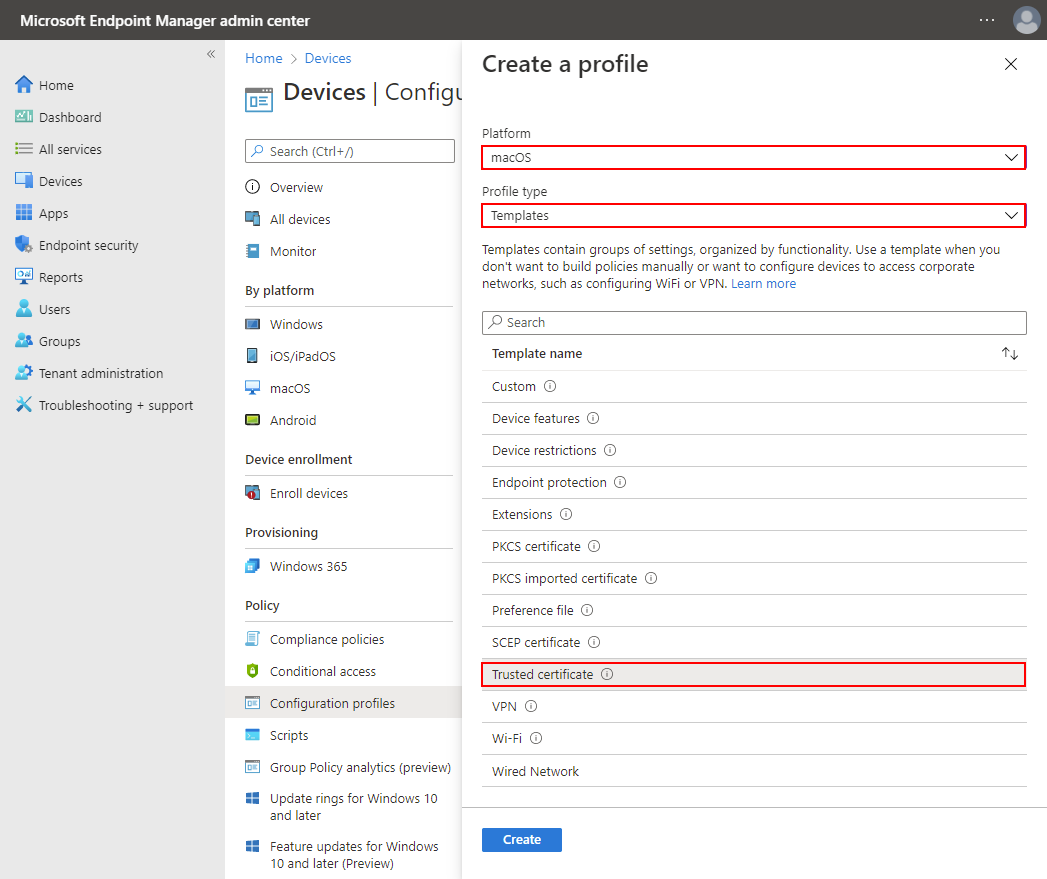 Microsoft Endpoint Manager admin center
...
«
Home
Dashboard
All services
Devices
Apps
Endpoint security
Reports
Users
Groups
Tenant administration
Troubleshooting + support
Home > Devices
Devices | Configu
Search (Ctrl+/)
Overview
All devices
Monitor
By platform
Windows
iOS/iPadOS
macOS
Android
Device enrollment
Enroll devices
Provisioning
Windows 365
Policy
Compliance policies
Conditional access
Configuration profiles
Scripts
Group Policy analytics (preview)
Update rings for Windows 10
and later
Feature updates for Windows
10 and later (Preview)
Create a profile
Platform
macOS
Profile type
Templates
Templates contain groups of settings, organized by functionality. Use a template when you
don't want to build policies manually or want to configure devices to access corporate
networks, such as configuring WiFi or VPN. Learn more
Search
Template name
Custom
Device features
Device restrictions
Endpoint protection
Extensions
PKCS certificate
PKCS imported certificate
Preference file
SCEP certificate
Trusted certificate
VPN
Wi-Fi
Wired Network
Create